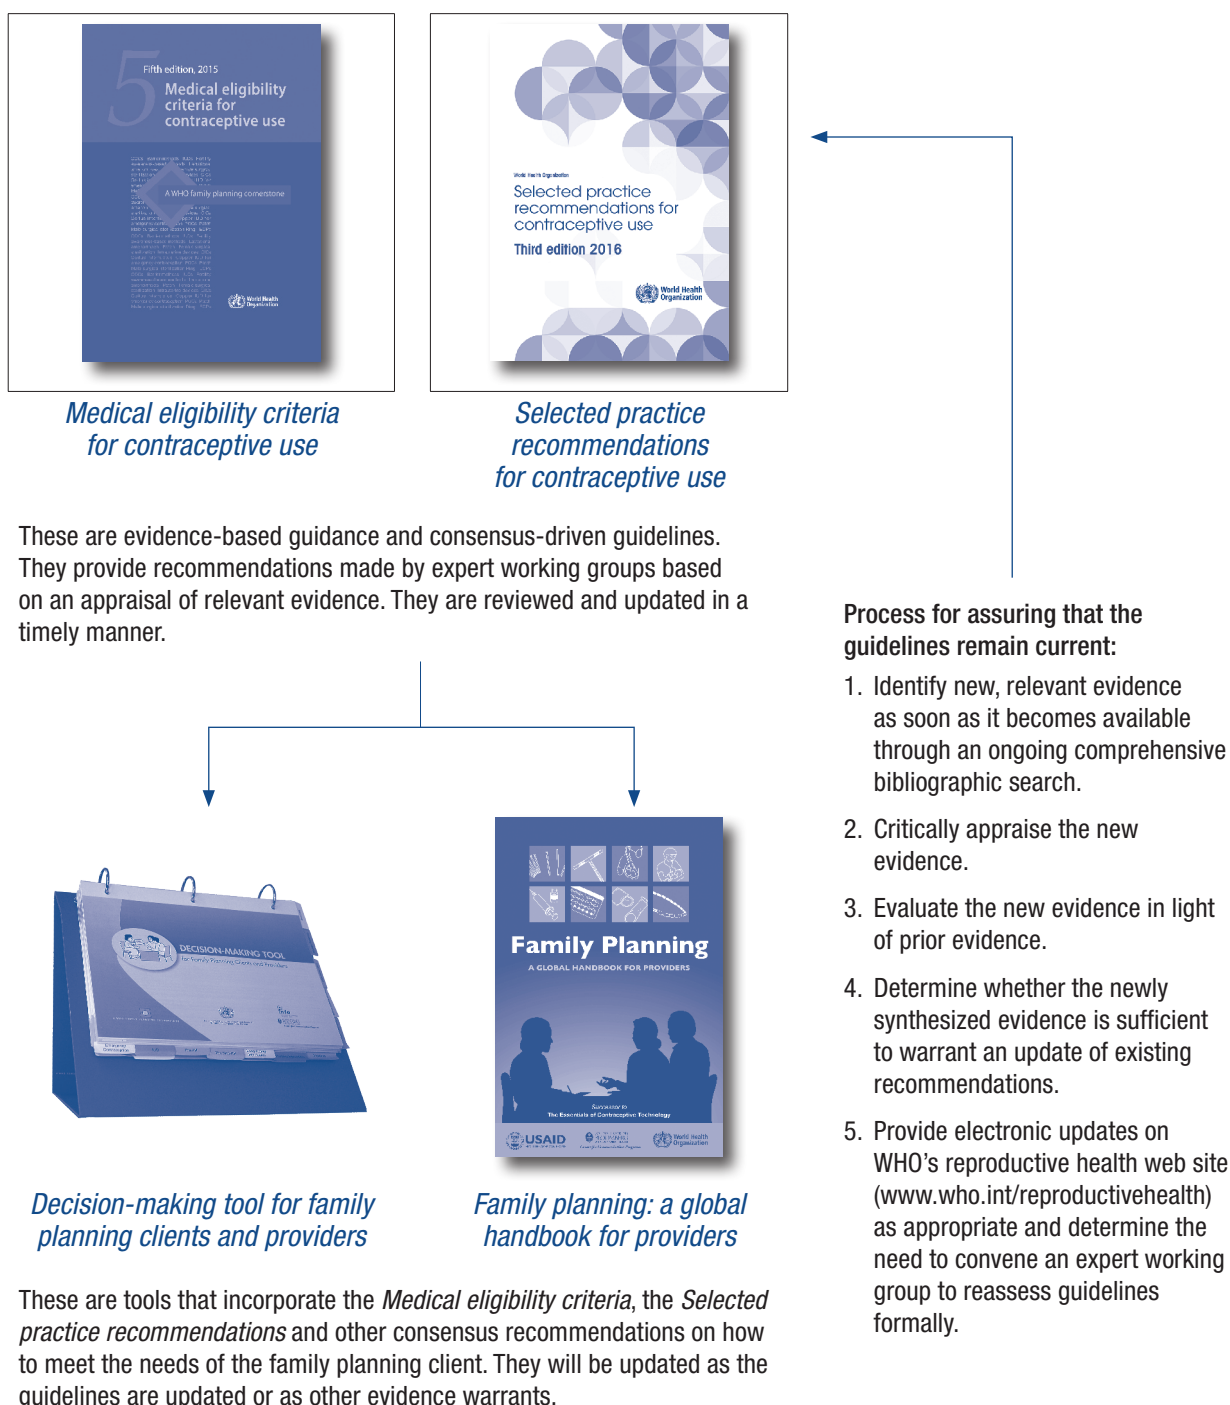 5
Fifth edition, 2015
Medical eligibility
criteria for
contraceptive use
A WHO family planning cornerstone
World Health
Organization
World Health Organization
Selected practice
recommendations for
contraceptive use
Third edition 2016
World Health
Organization
Medical eligibility criteria
for contraceptive use
Selected practice
recommendations
for contraceptive use
These are evidence-based guidance and consensus-driven guidelines.
They provide recommendations made by expert working groups based
on an appraisal of relevant evidence. They are reviewed and updated in a
timely manner.
DECISION-MAKING TOOL
for Family Planning Clients and Providers
Family Planning
A GLOBAL HANDBOOK FOR PROVIDERS
Successor to
The Essentials of Contraceptive Technology
USAID
World Health
Organization
Decision-making tool for family
planning clients and providers
Family planning: a global
handbook for providers
These are tools that incorporate the Medical eligibility criteria, the Selected
practice recommendations and other consensus recommendations on how
to meet the needs of the family planning client. They will be updated as the
guidelines are updated or as other evidence warrants.
Process for assuring that the
guidelines remain current:
1. Identify new, relevant evidence
as soon as it becomes available
through an ongoing comprehensive
bibliographic search.
2. Critically appraise the new
evidence.
3. Evaluate the new evidence in light
of prior evidence.
4. Determine whether the newly
synthesized evidence is sufficient
to warrant an update of existing
recommendations.
5. Provide electronic updates on
WHO's reproductive health web site
(www.who.int/reproductivehealth)
as appropriate and determine the
need to convene an expert working
group to reassess guidelines
formally.